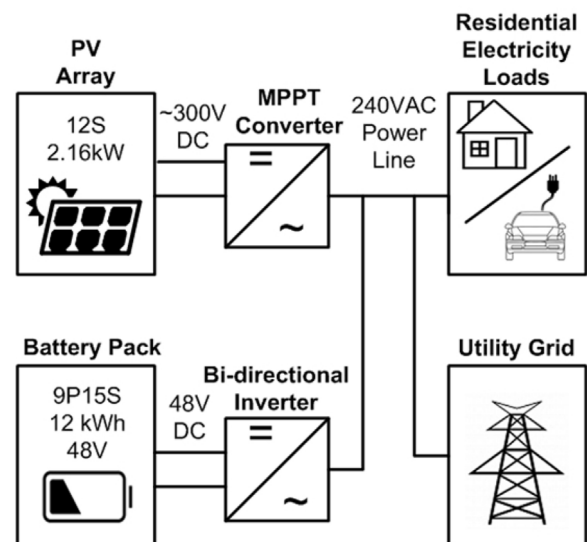 PV
Array
12S
2.16kW
~300V
DC
MPPT
Converter
=
~
240VAC
Power
Line
Residential
Electricity
Loads
Battery Pack
9P15S
12 kWh
48V
48V
DC
Bi-directional
Inverter
=
~
Utility Grid